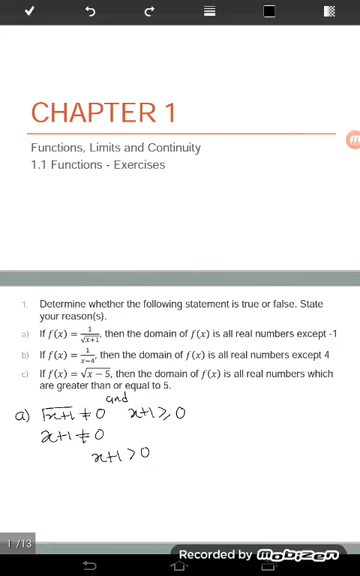 CHAPTER 1
Functions, Limits and Continuity
1.1 Functions - Exercises
1. Determine whether the following statement is true or false. State
your reason(s).
a) If f(x) = 1/√(x+1), then the domain of f(x) is all real numbers except -1
b) If f(x) = 1/(x−4), then the domain of f(x) is all real numbers except 4
c) If f(x) = √(x − 5), then the domain of f(x) is all real numbers which
are greater than or equal to 5.
and
a) √(x+1) ≠ 0 x+1 ≥ 0
x+1 ≠ 0
x+1 > 0
1 /13
Recorded by Mobizen